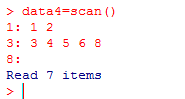 > data4=scan()
1: 1 2
3: 3 4 5 6 8
8:
Read 7 items
>